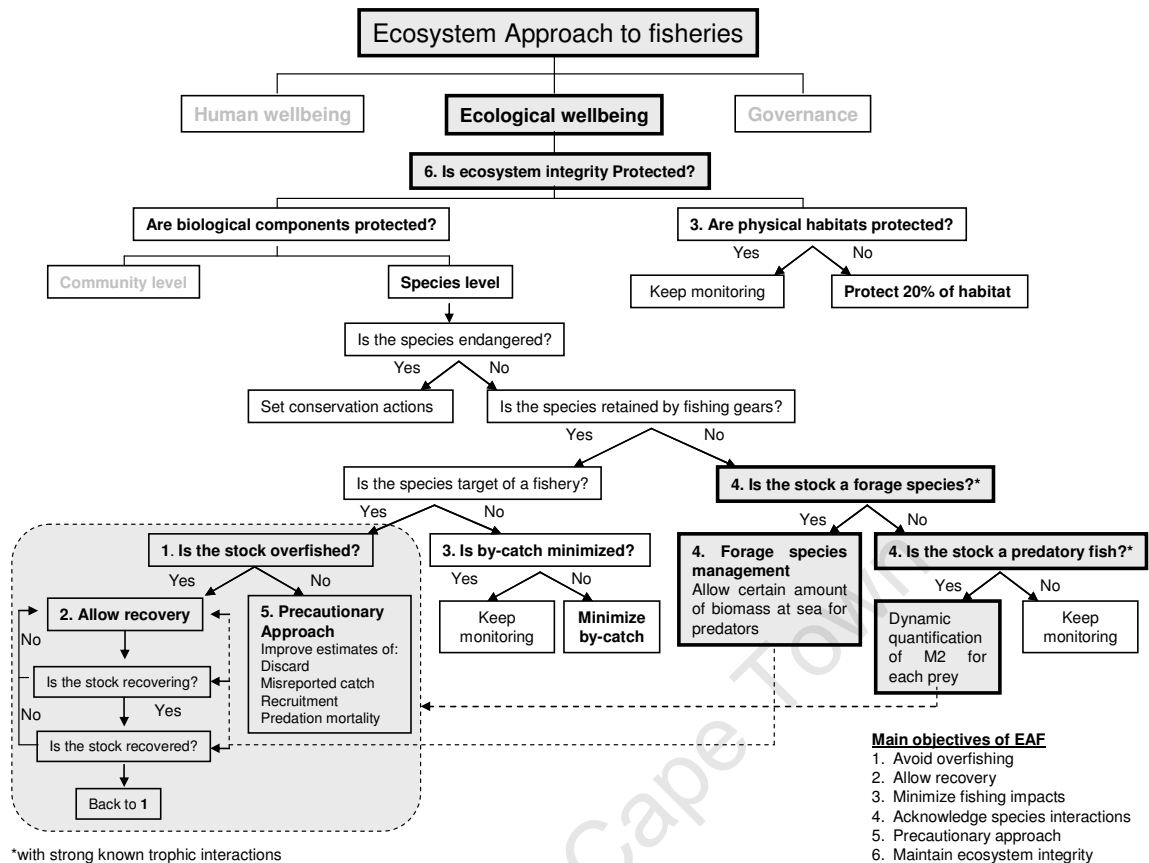 Ecosystem Approach to fisheries
Human wellbeing
Ecological wellbeing
Governance
6. Is ecosystem integrity Protected?
Are biological components protected?
3. Are physical habitats protected?
Yes
No
Community level
Species level
Keep monitoring
Protect 20% of habitat
Is the species endangered?
Yes
No
Set conservation actions
Is the species retained by fishing gears?
Yes
No
Is the species target of a fishery?
4. Is the stock a forage species?*
Yes
No
Yes
No
1. Is the stock overfished?
3. Is by-catch minimized?
4. Forage species
management
Allow certain
amount of biomass at sea for
predators
4. Is the stock a predatory fish?*
Yes
No
Yes
No
Yes
No
2. Allow recovery
5. Precautionary
Approach
Improve estimates of:
Discard
Misreported catch
Recruitment
Predation mortality
Keep
monitoring
Minimize
by-catch
Dynamic
quantification
of M2 for
each prey
Keep
monitoring
No
Is the stock recovering?
No
Yes
Is the stock recovered?
Back to 1
Main objectives of EAF
1. Avoid overfishing
2. Allow recovery
3. Minimize fishing impacts
4. Acknowledge species interactions
5. Precautionary approach
6. Maintain ecosystem integrity
*with strong known trophic interactions
Cape Town